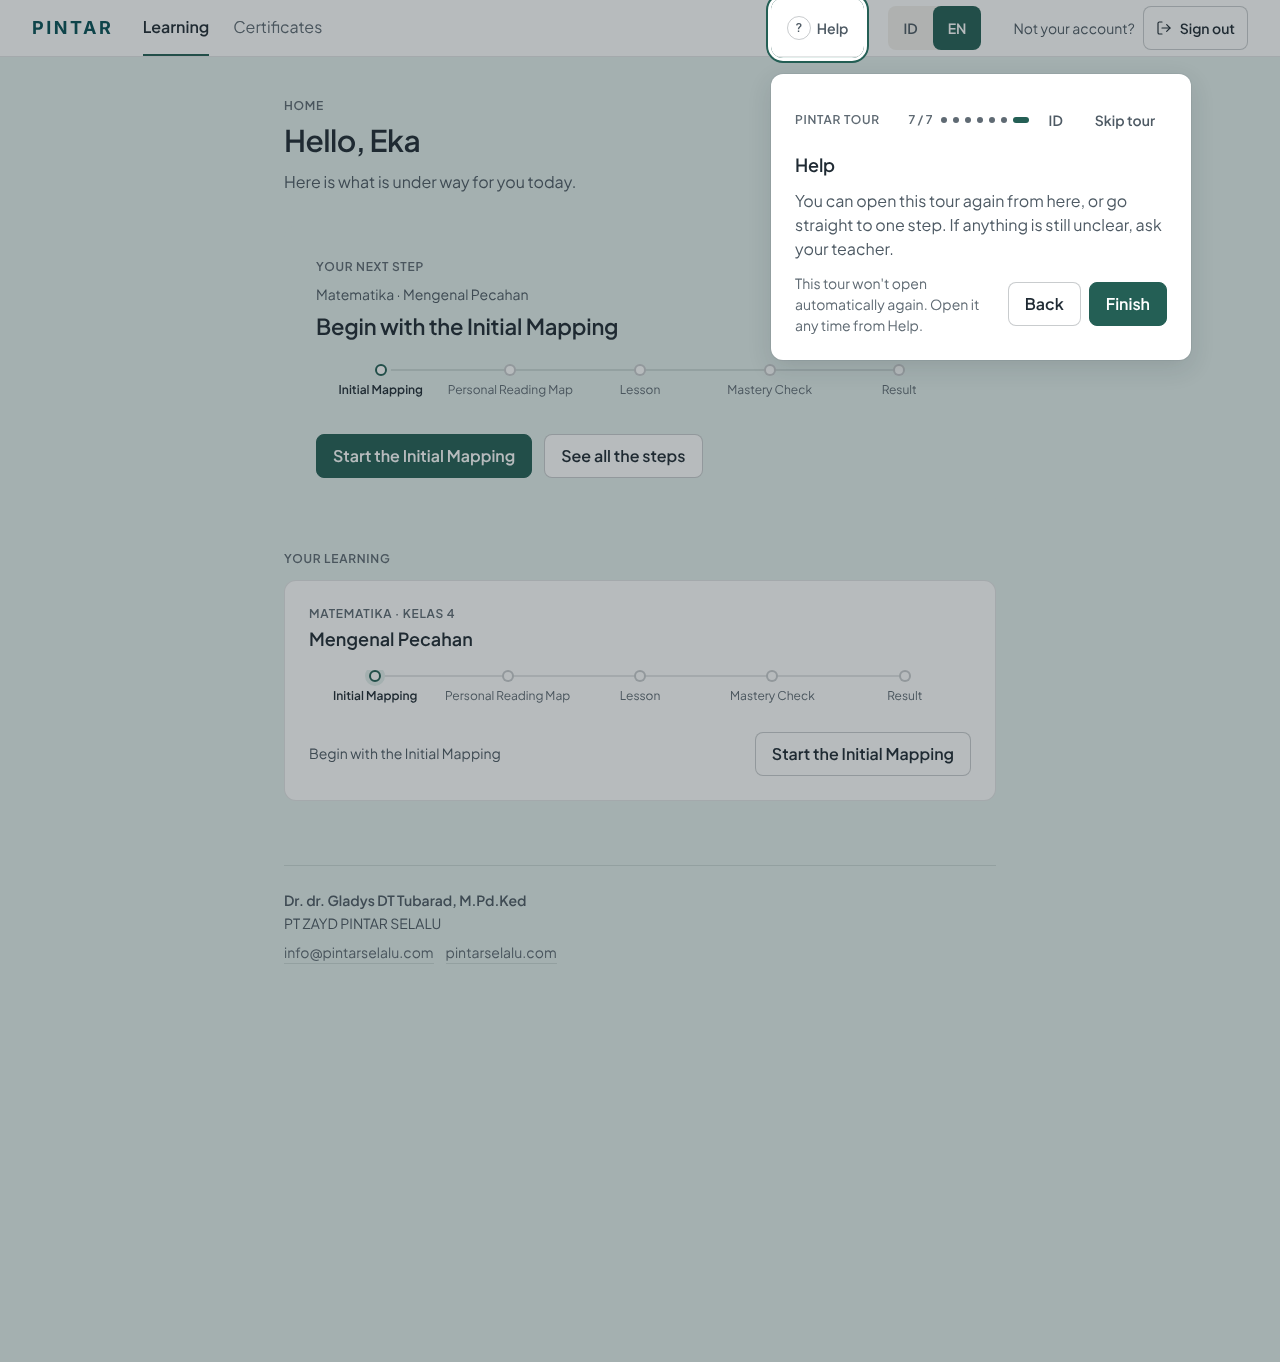 PINTAR
Learning
Certificates
? Help
ID
EN
Not your account?
Sign out
PINTAR TOUR
7 / 7
ID
Skip tour
Help
You can open this tour again from here, or go
straight to one step. If anything is still unclear, ask
your teacher.
This tour won't open
automatically again. Open it
any time from Help.
Back
Finish
HOME
Hello, Eka
Here is what is under way for you today.
YOUR NEXT STEP
Matematika · Mengenal Pecahan
Begin with the Initial Mapping
Initial Mapping
Personal Reading Map
Lesson
Mastery Check
Result
Start the Initial Mapping
See all the steps
YOUR LEARNING
MATEMATIKA · KELAS 4
Mengenal Pecahan
Initial Mapping
Personal Reading Map
Lesson
Mastery Check
Result
Begin with the Initial Mapping
Start the Initial Mapping
Dr. dr. Gladys DT Tubarad, M.Pd.Ked
PT ZAYD PINTAR SELALU
info@pintarselalu.com
pintarselalu.com